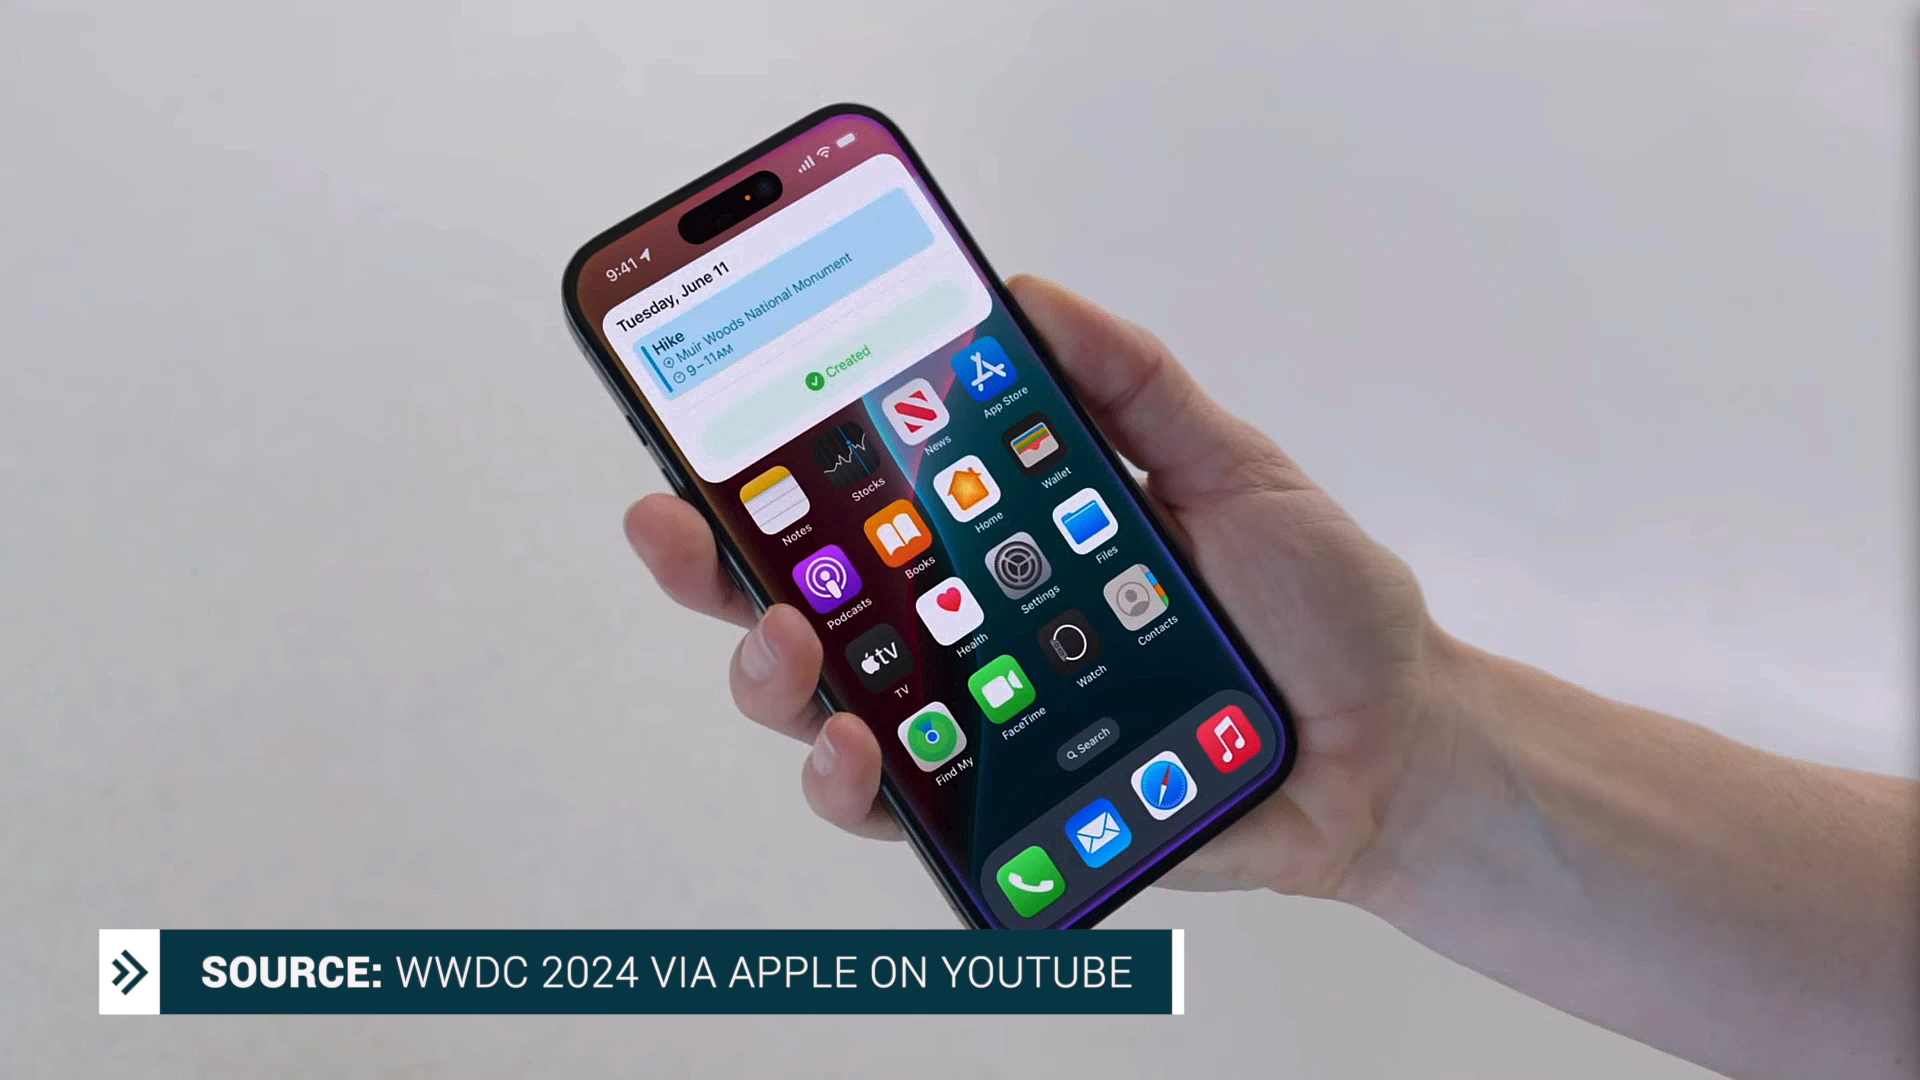 9:41
Tuesday, June 11
Hike
Muir Woods National Monument
9–11AM
Created
Notes
Stocks
News
App Store
Podcasts
Books
Home
Wallet
tv
TV
Health
Settings
Files
Find My
FaceTime
Watch
Contacts
Search
SOURCE: WWDC 2024 VIA APPLE ON YOUTUBE